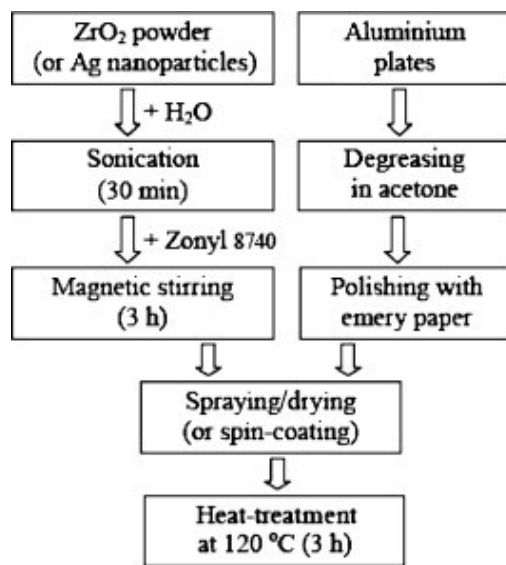 ZrO₂ powder
(or Ag nanoparticles)
Aluminium
plates
+ H₂O
Sonication
(30 min)
Degreasing
in acetone
+ Zonyl 8740
Magnetic stirring
(3 h)
Polishing with
emery paper
Spraying/drying
(or spin-coating)
Heat-treatment
at 120 ºC (3 h)